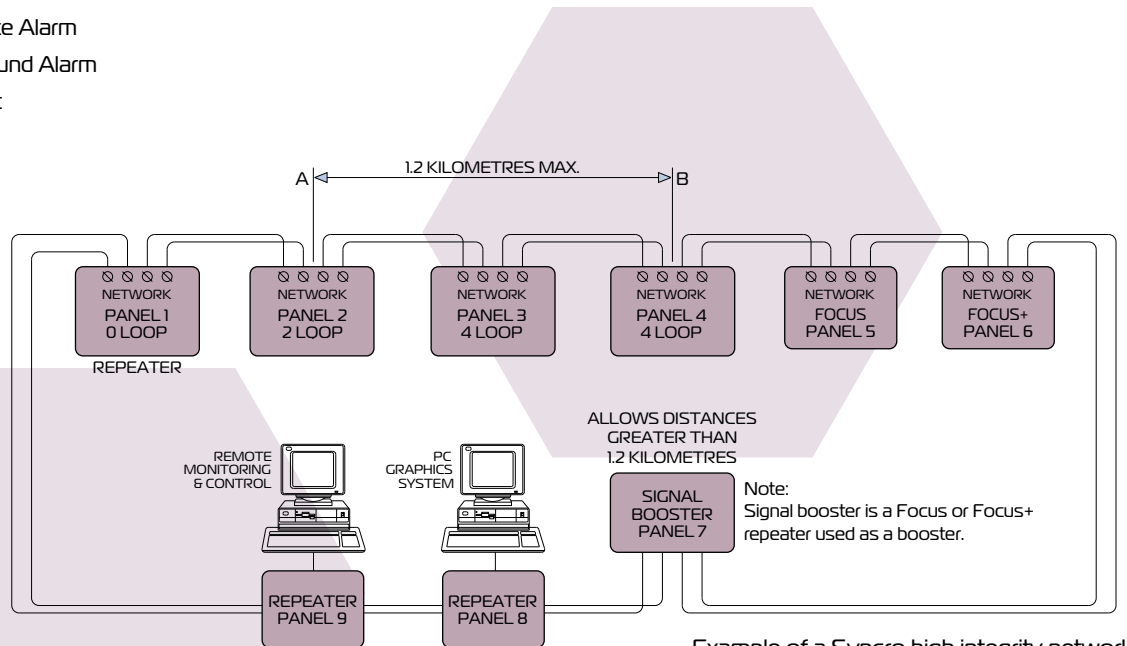 te Alarm
und Alarm
A
1.2 KILOMETRES MAX.
B
NETWORK
PANEL 1
0 LOOP
REPEATER
NETWORK
PANEL 2
2 LOOP
NETWORK
PANEL 3
4 LOOP
NETWORK
PANEL 4
4 LOOP
NETWORK
FOCUS
PANEL 5
NETWORK
FOCUS+
PANEL 6
REMOTE
MONITORING
& CONTROL
PC
GRAPHICS
SYSTEM
ALLOWS DISTANCES
GREATER THAN
1.2 KILOMETRES
SIGNAL
BOOSTER
PANEL 7
Note:
Signal booster is a Focus or Focus+
repeater used as a booster.
REPEATER
PANEL 9
REPEATER
PANEL 8
Example of a Syncro high integrity network